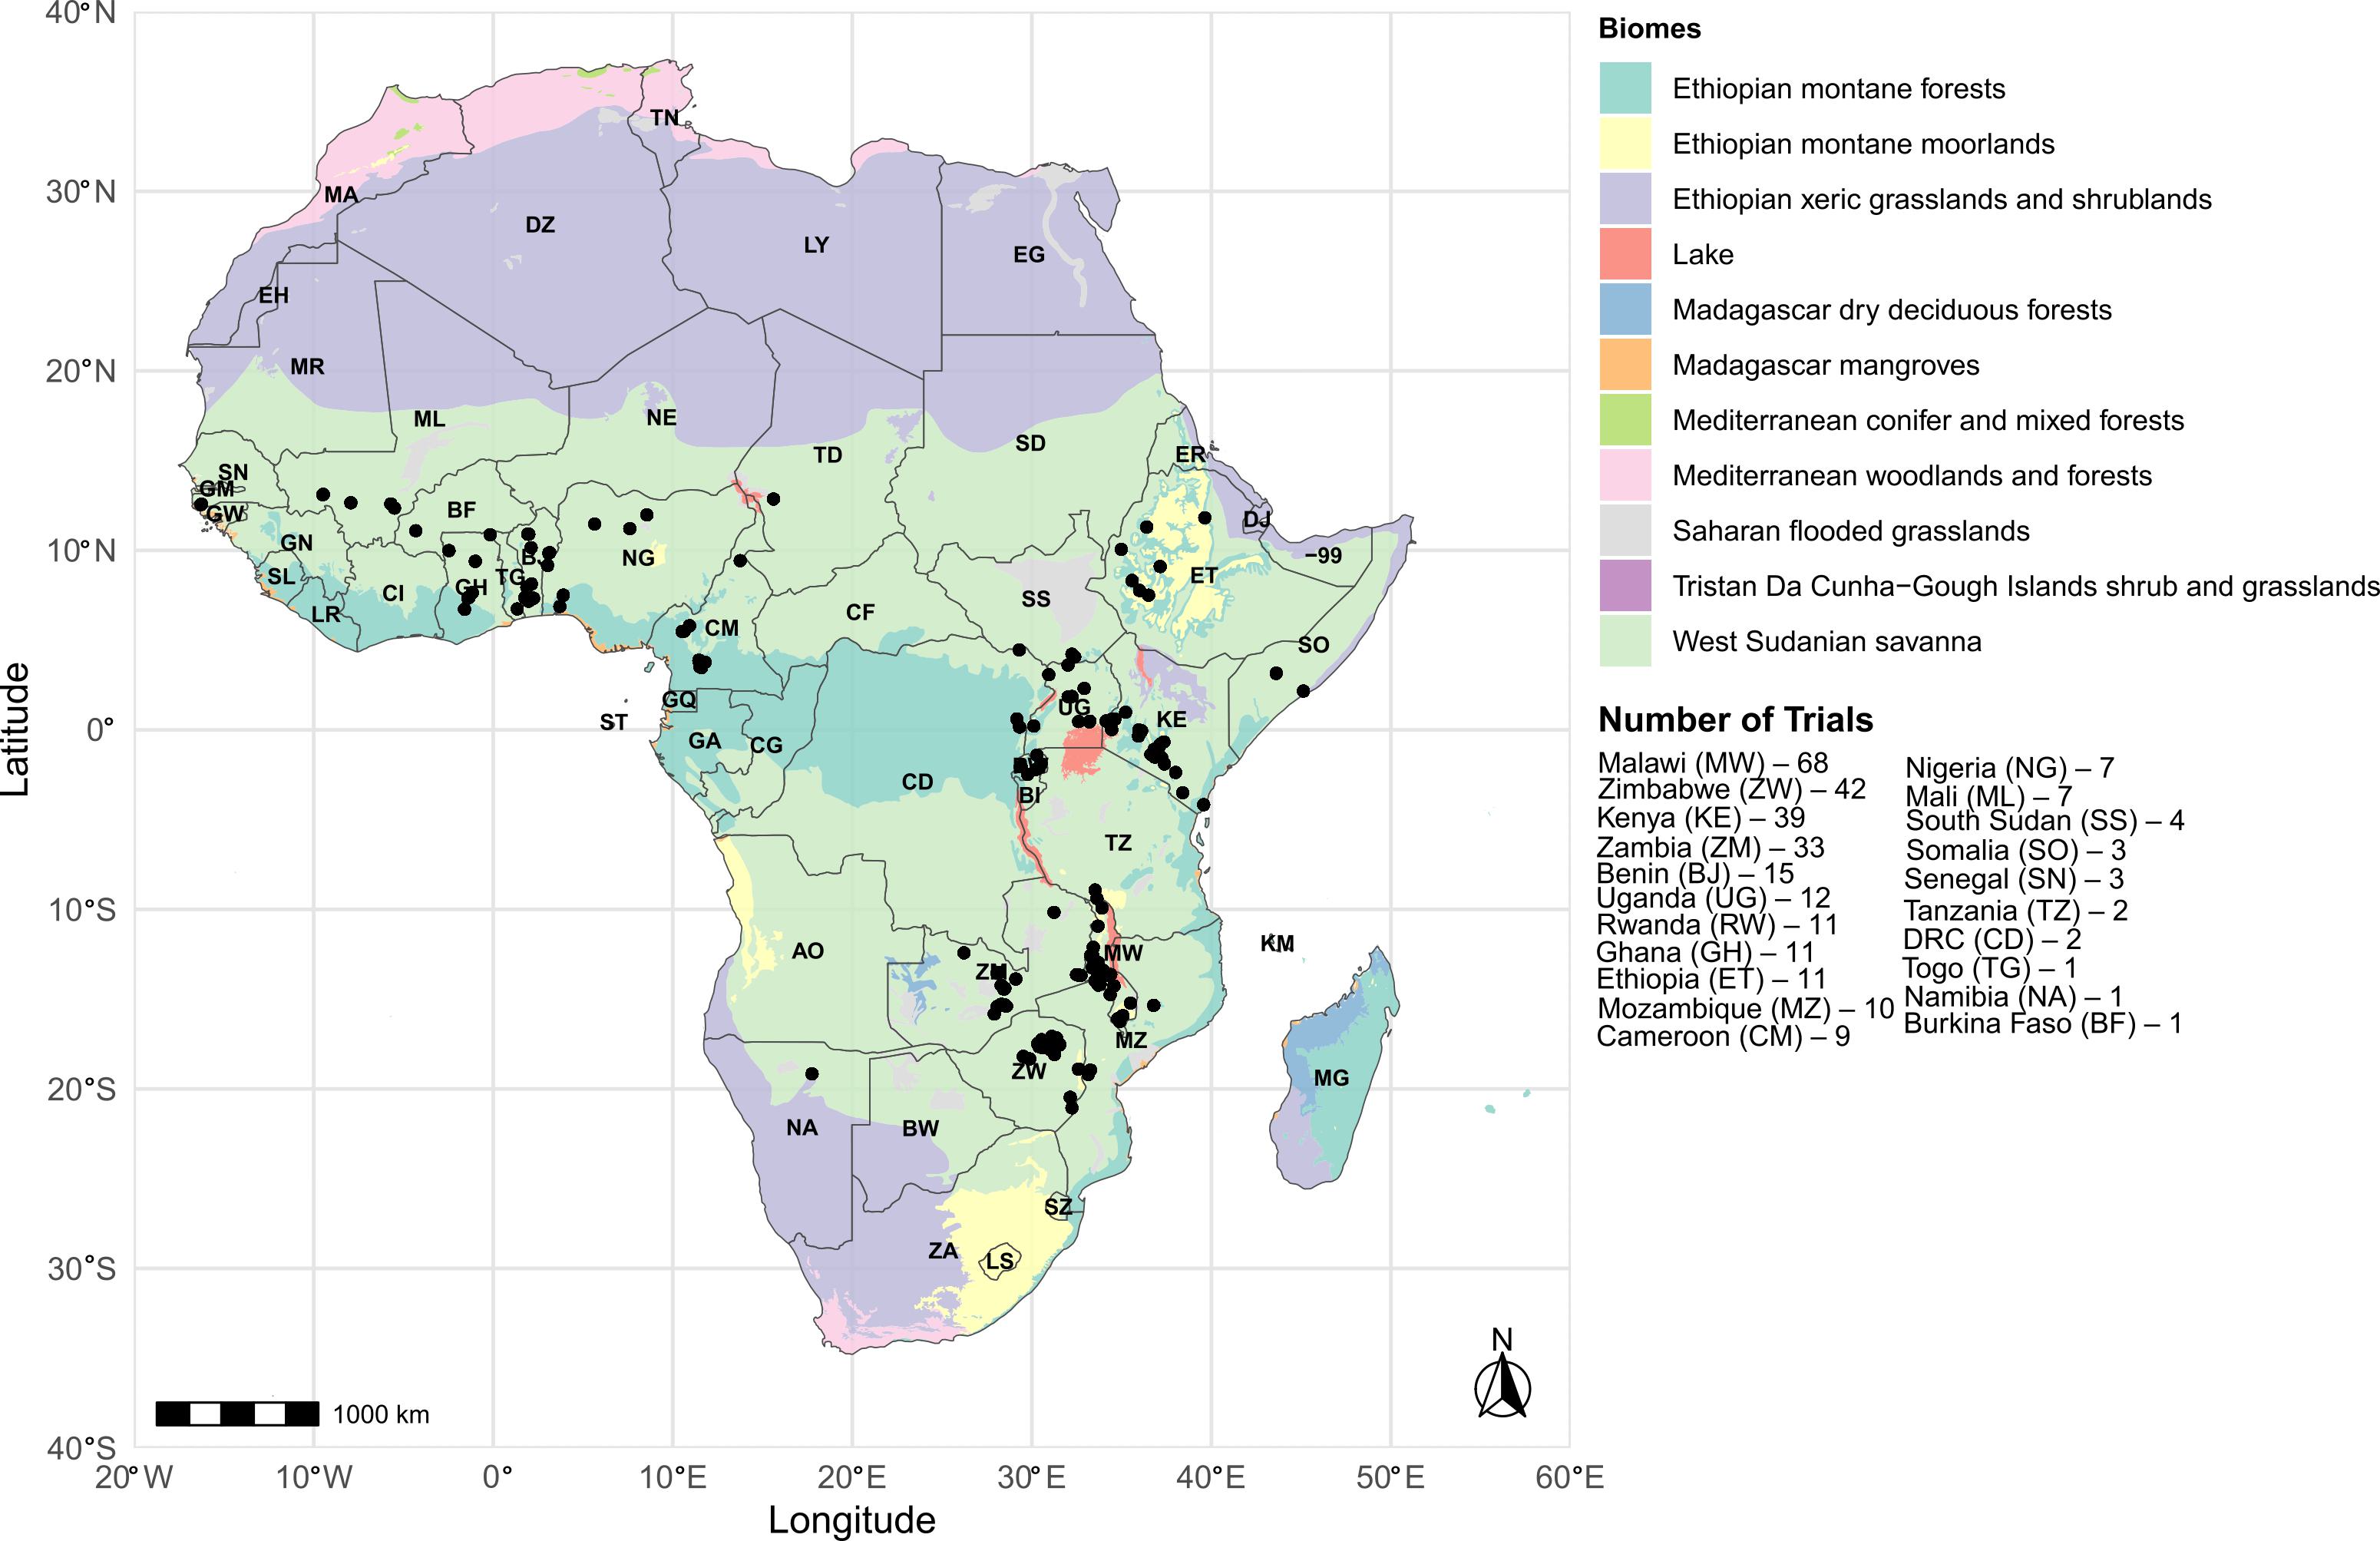 40°N
30°N
20°N
10°N
0°
10°S
20°S
30°S
40°S
20°W
10°W
0°
10°E
20°E
30°E
40°E
50°E
60°E
Latitude
Longitude
TN
MA
DZ
LY
EG
EH
MR
ML
NE
TD
SD
ER
SN
GM
GW
BF
DJ
GN
NG
−99
SL
CI
GH
TG
B
ET
LR
SS
CF
CM
SO
GQ
ST
UG
KE
GA
CG
CD
BI
TZ
AO
KM
MW
ZM
MZ
ZW
MG
NA
BW
SZ
ZA
LS
N
1000 km
Biomes
Ethiopian montane forests
Ethiopian montane moorlands
Ethiopian xeric grasslands and shrublands
Lake
Madagascar dry deciduous forests
Madagascar mangroves
Mediterranean conifer and mixed forests
Mediterranean woodlands and forests
Saharan flooded grasslands
Tristan Da Cunha−Gough Islands shrub and grasslands
West Sudanian savanna
Number of Trials
Malawi (MW) – 68
Zimbabwe (ZW) – 42
Kenya (KE) – 39
Zambia (ZM) – 33
Benin (BJ) – 15
Uganda (UG) – 12
Rwanda (RW) – 11
Ghana (GH) – 11
Ethiopia (ET) – 11
Mozambique (MZ) – 10
Cameroon (CM) – 9
Nigeria (NG) – 7
Mali (ML) – 7
South Sudan (SS) – 4
Somalia (SO) – 3
Senegal (SN) – 3
Tanzania (TZ) – 2
DRC (CD) – 2
Togo (TG) – 1
Namibia (NA) – 1
Burkina Faso (BF) – 1